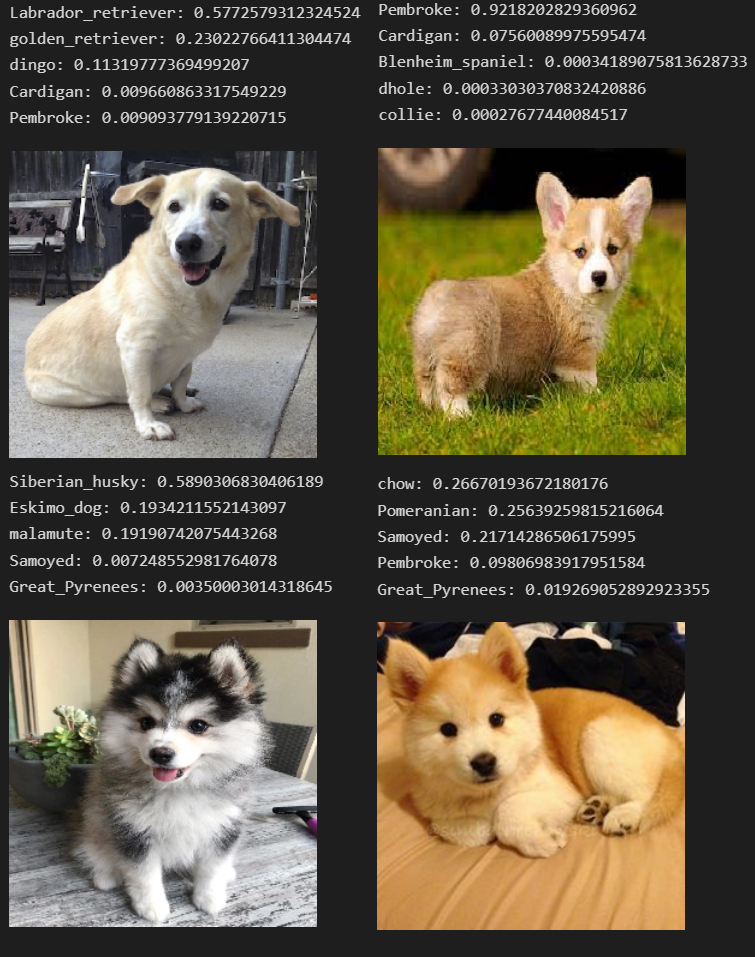 Labrador_retriever: 0.5772579312324524
golden_retriever: 0.23022766411304474
dingo: 0.11319777369499207
Cardigan: 0.009660863317549229
Pembroke: 0.009093779139220715
Pembroke: 0.9218202829360962
Cardigan: 0.07560089975595474
Blenheim_spaniel: 0.00034189075813628733
dhole: 0.00033030370832420886
collie: 0.00027677440084517
Siberian_husky: 0.5890306830406189
Eskimo_dog: 0.1934211552143097
malamute: 0.19190742075443268
Samoyed: 0.007248552981764078
Great_Pyrenees: 0.00350003014318645
chow: 0.26670193672180176
Pomeranian: 0.25639259815216064
Samoyed: 0.21714286506175995
Pembroke: 0.09806983917951584
Great_Pyrenees: 0.019269052892923355